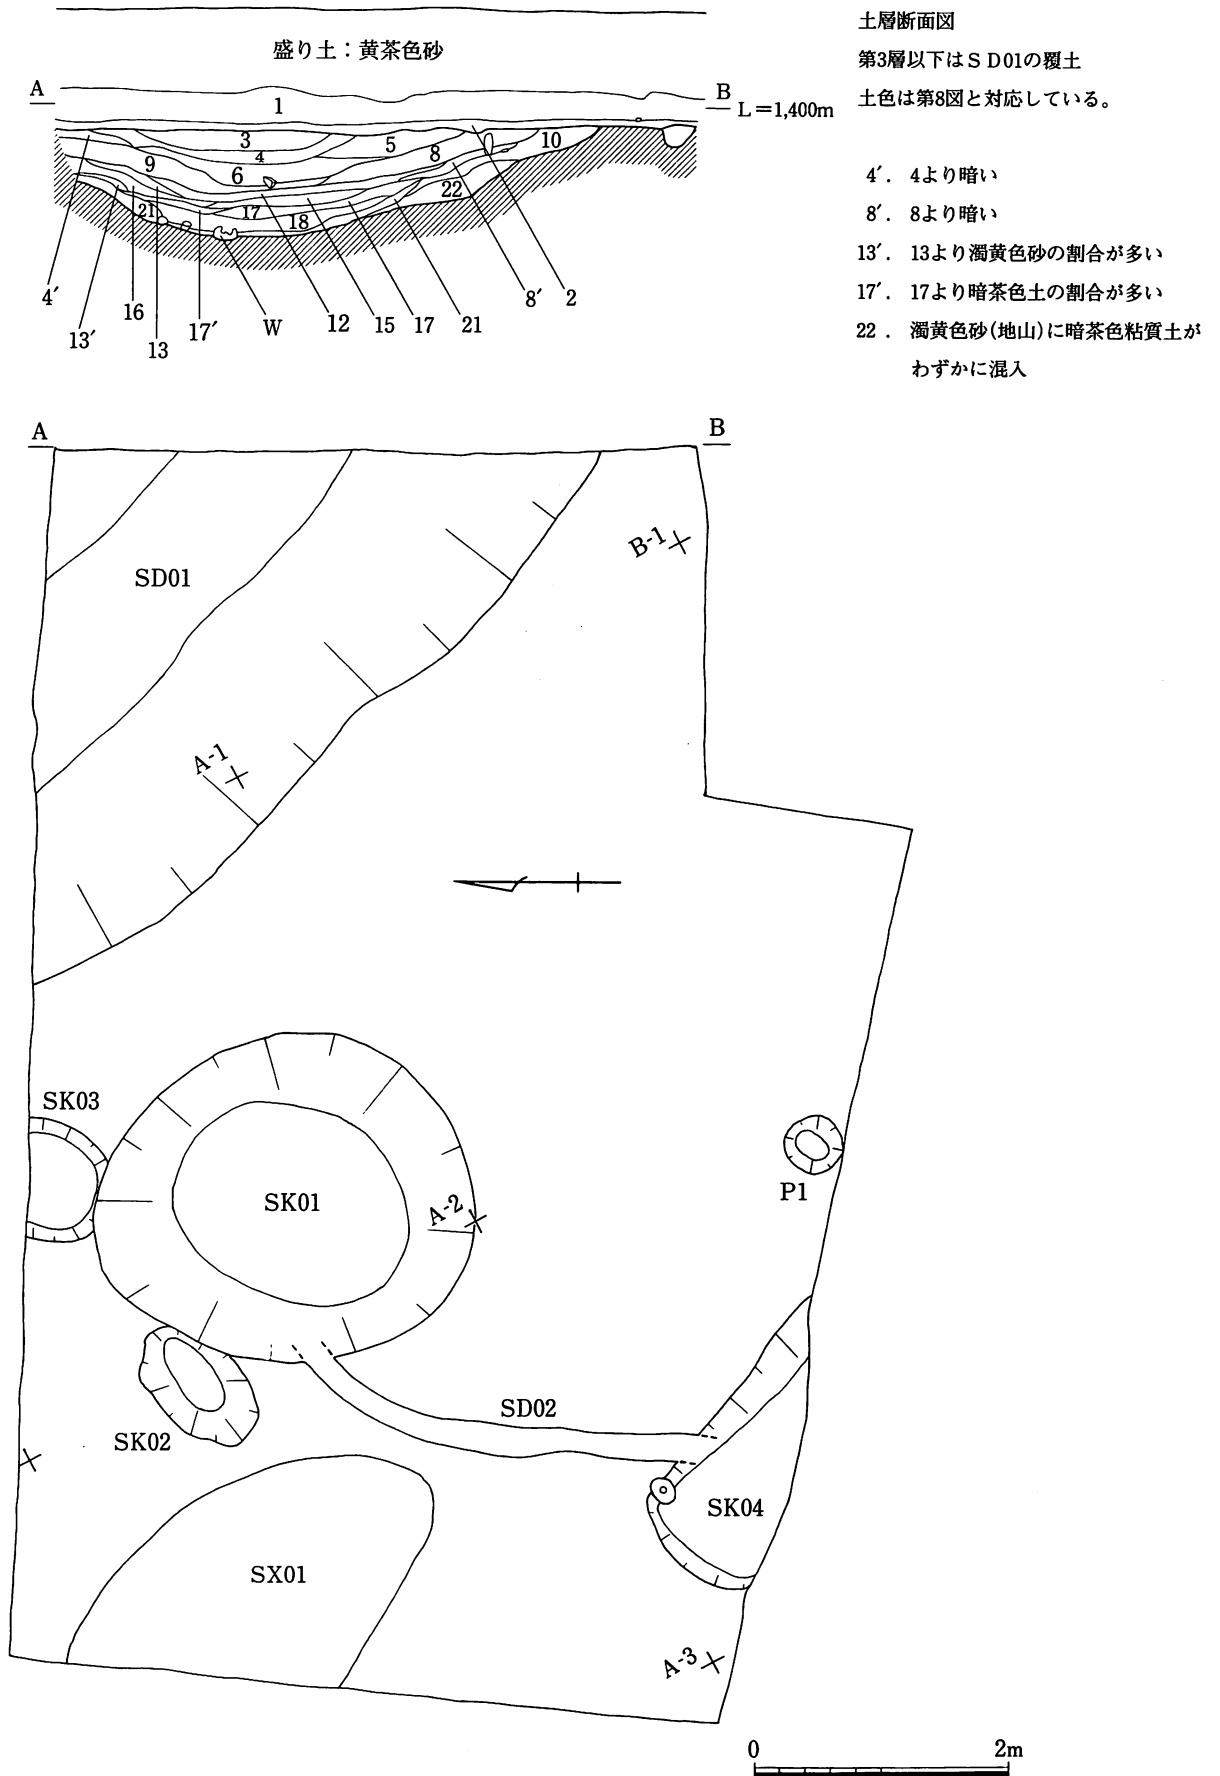 盛り土：黄茶色砂
A
B
L＝1,400m
1
3
4
5
8
10
9
6
22
21
17
18
4′
13′
16
13
17′
W
12
15
17
21
8′
2
土層断面図
第3層以下はＳＤ01の覆土
土色は第8図と対応している。
4′．4より暗い
8′．8より暗い
13′．13より濁黄色砂の割合が多い
17′．17より暗茶色土の割合が多い
22．濁黄色砂(地山)に暗茶色粘質土が
わずかに混入
A
B
B-1
SD01
A-1
SK03
SK01
A-2
P1
SD02
SK02
SK04
SX01
A-3
0 2m